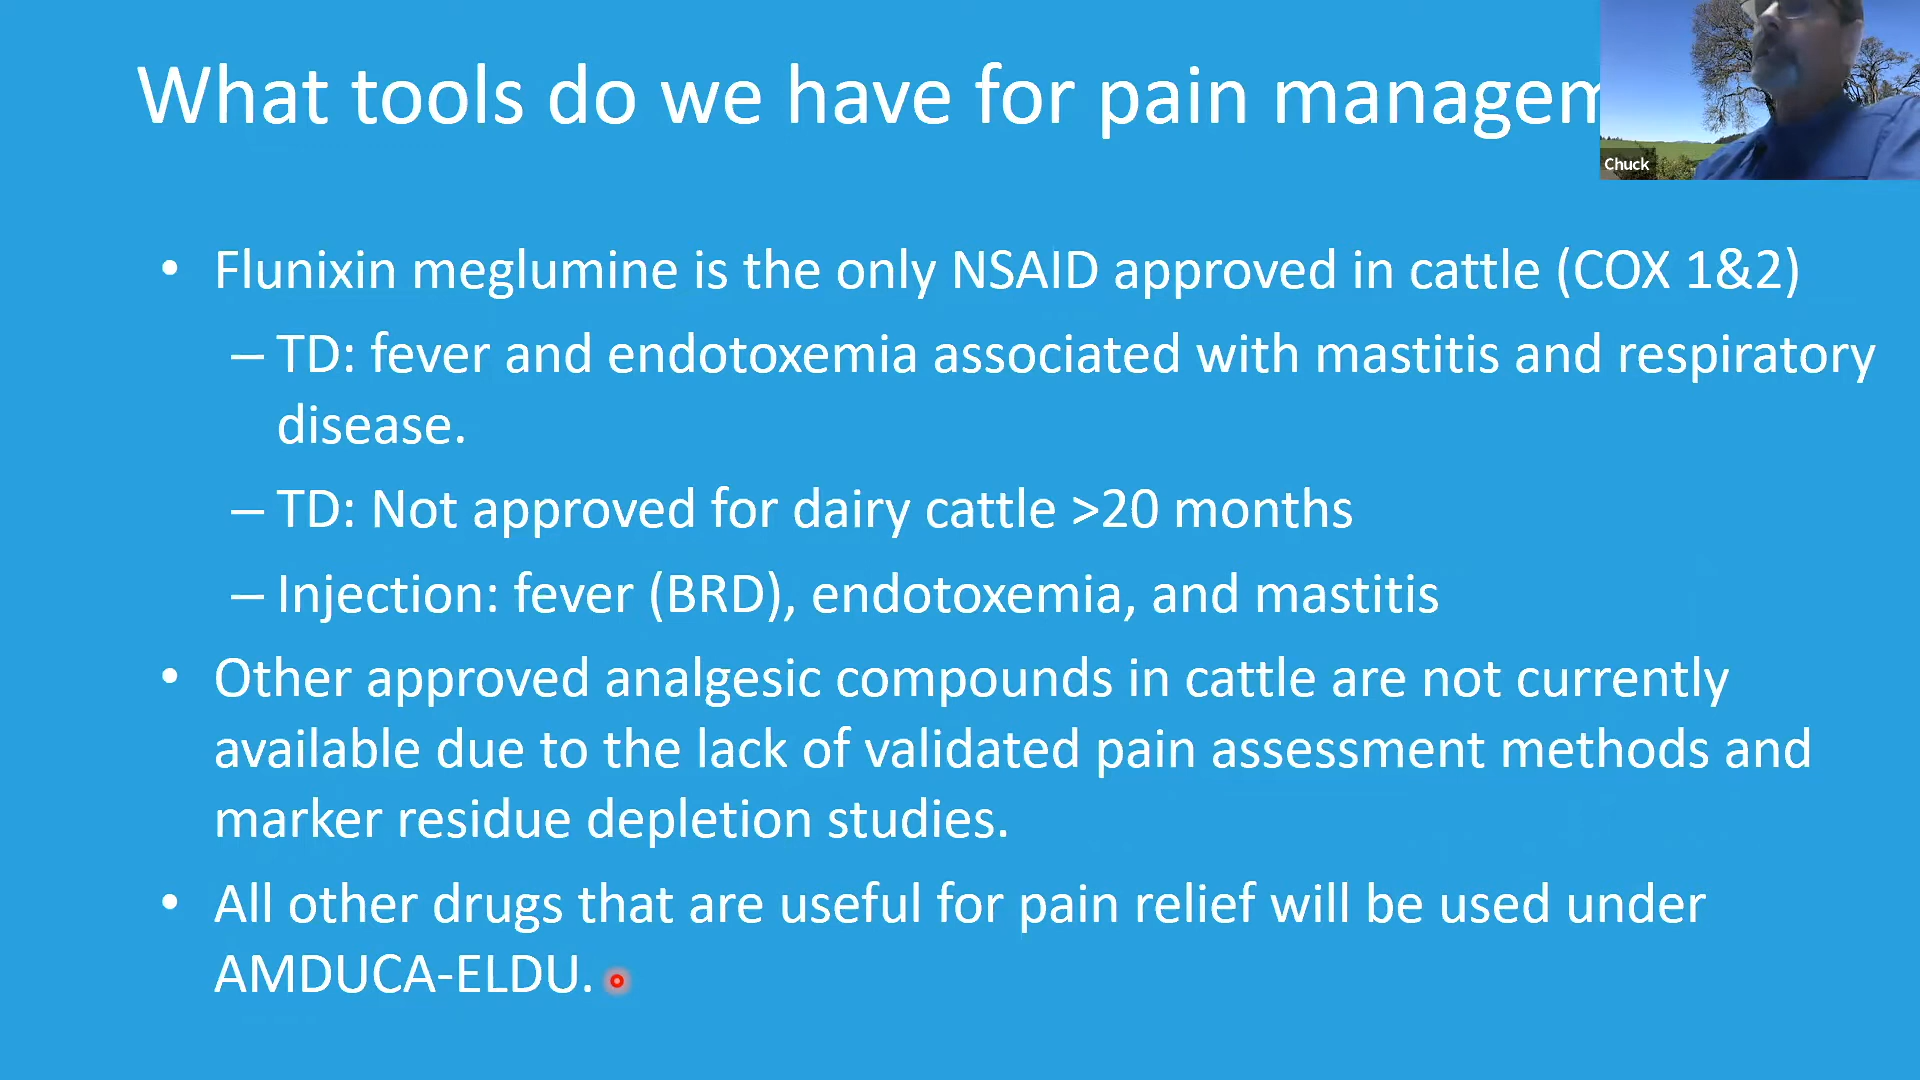 What tools do we have for pain managem
Chuck
• Flunixin meglumine is the only NSAID approved in cattle (COX 1&2)
– TD: fever and endotoxemia associated with mastitis and respiratory
disease.
– TD: Not approved for dairy cattle >20 months
– Injection: fever (BRD), endotoxemia, and mastitis
• Other approved analgesic compounds in cattle are not currently
available due to the lack of validated pain assessment methods and
marker residue depletion studies.
• All other drugs that are useful for pain relief will be used under
AMDUCA-ELDU.